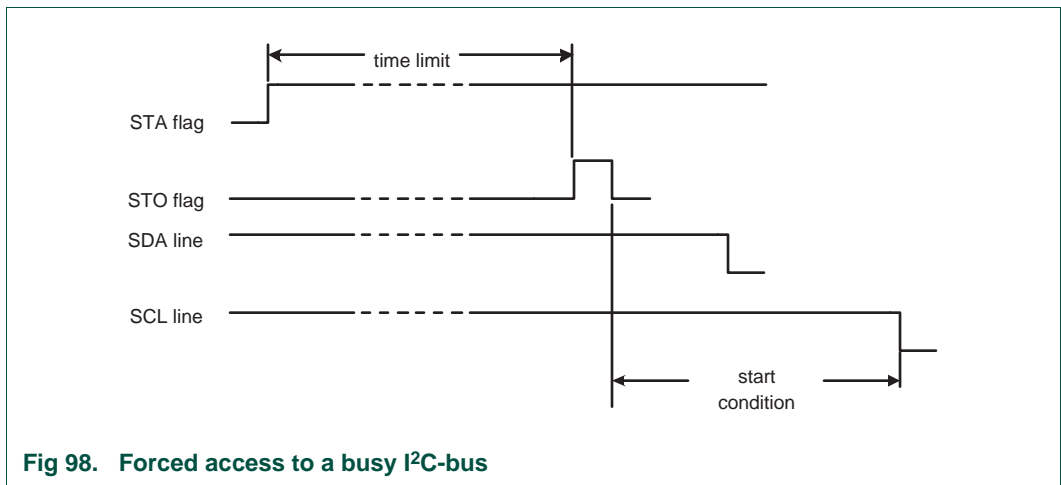 time limit
STA flag
STO flag
SDA line
SCL line
start
condition
Fig 98. Forced access to a busy I²C-bus